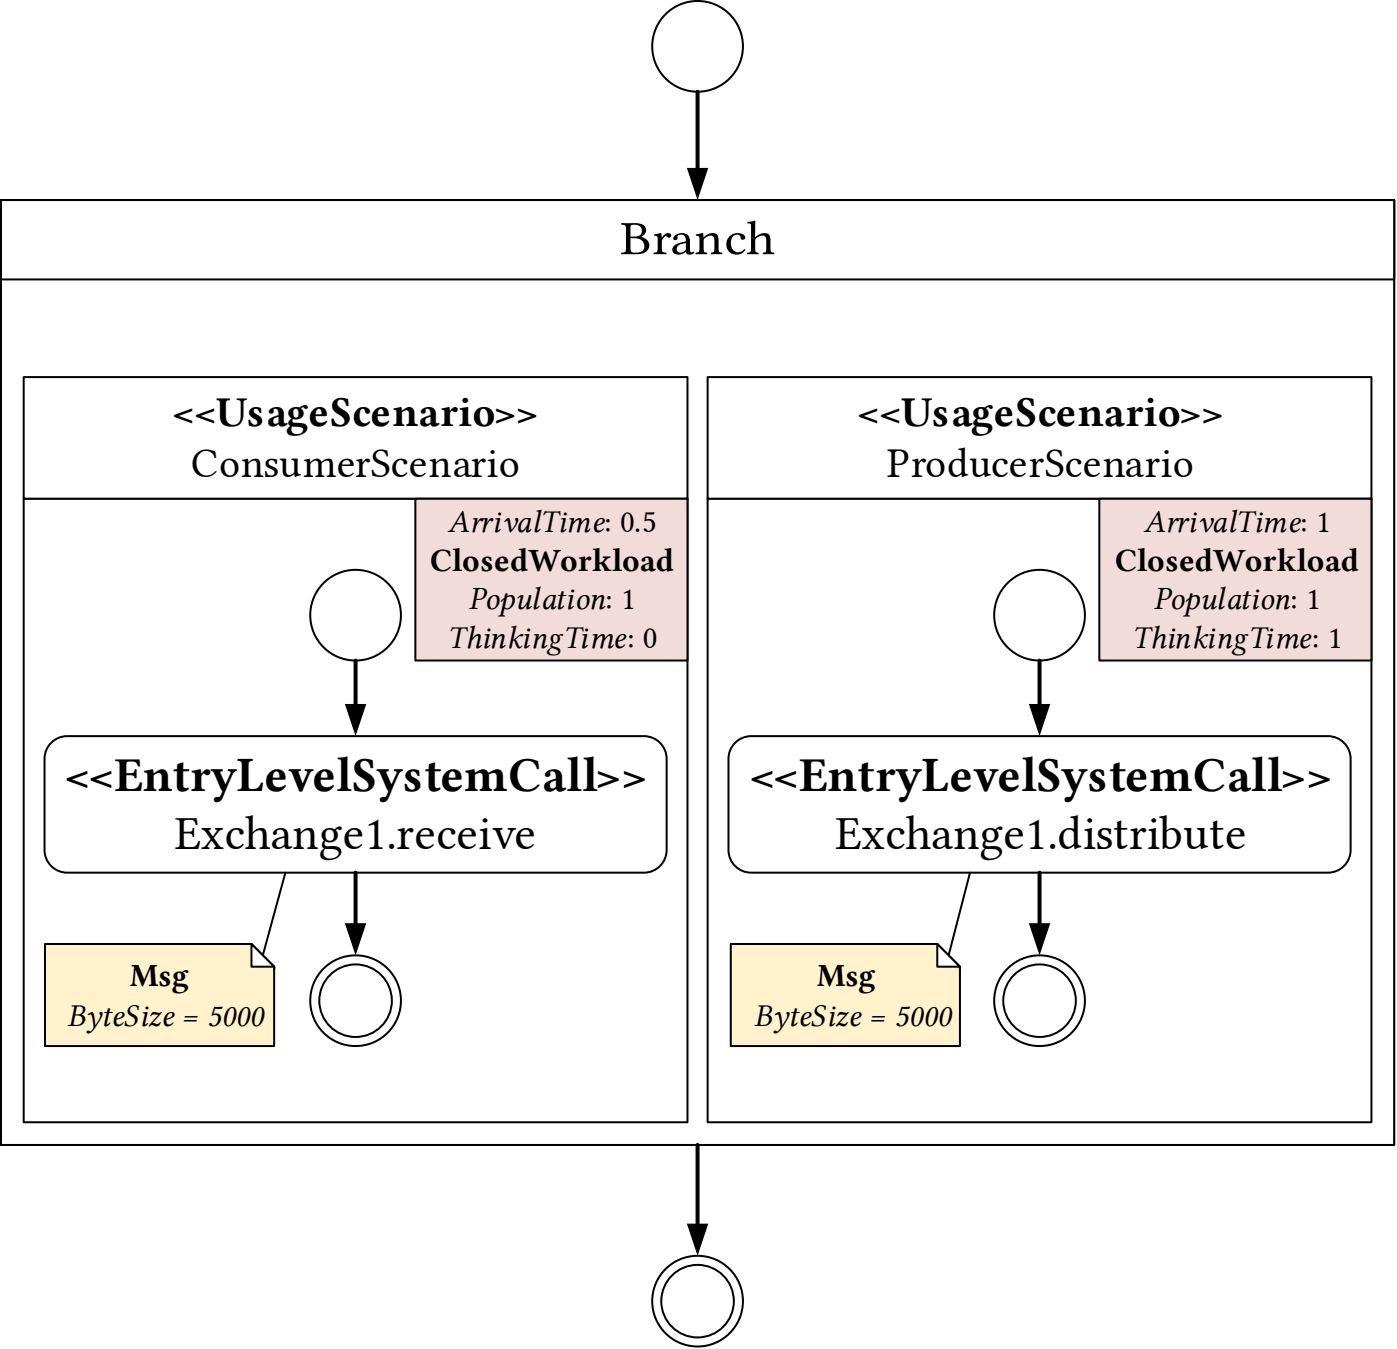 Branch
<<UsageScenario>>
ConsumerScenario
ArrivalTime: 0.5
ClosedWorkload
Population: 1
ThinkingTime: 0
<<EntryLevelSystemCall>>
Exchange1.receive
Msg
ByteSize = 5000
<<UsageScenario>>
ProducerScenario
ArrivalTime: 1
ClosedWorkload
Population: 1
ThinkingTime: 1
<<EntryLevelSystemCall>>
Exchange1.distribute
Msg
ByteSize = 5000